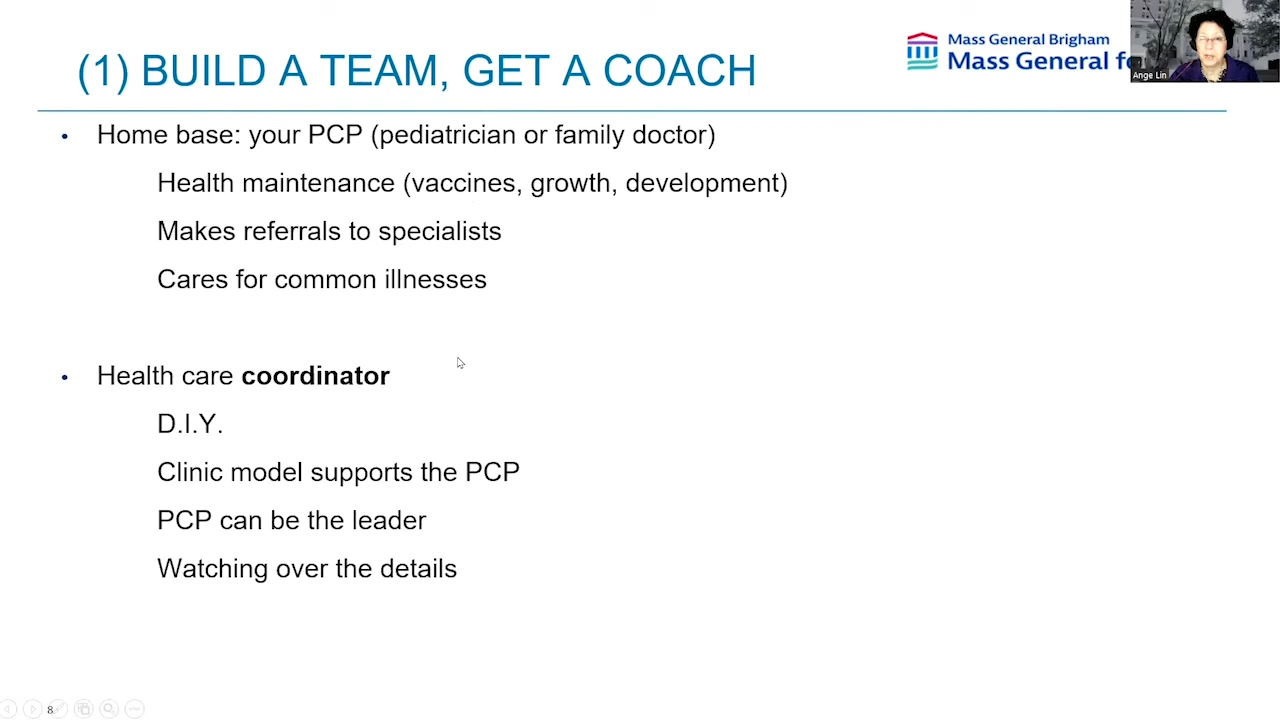 (1) BUILD A TEAM, GET A COACH
Mass General Brigham
Mass General fo
Ange Lin
• Home base: your PCP (pediatrician or family doctor)
Health maintenance (vaccines, growth, development)
Makes referrals to specialists
Cares for common illnesses
• Health care coordinator
D.I.Y.
Clinic model supports the PCP
PCP can be the leader
Watching over the details
8